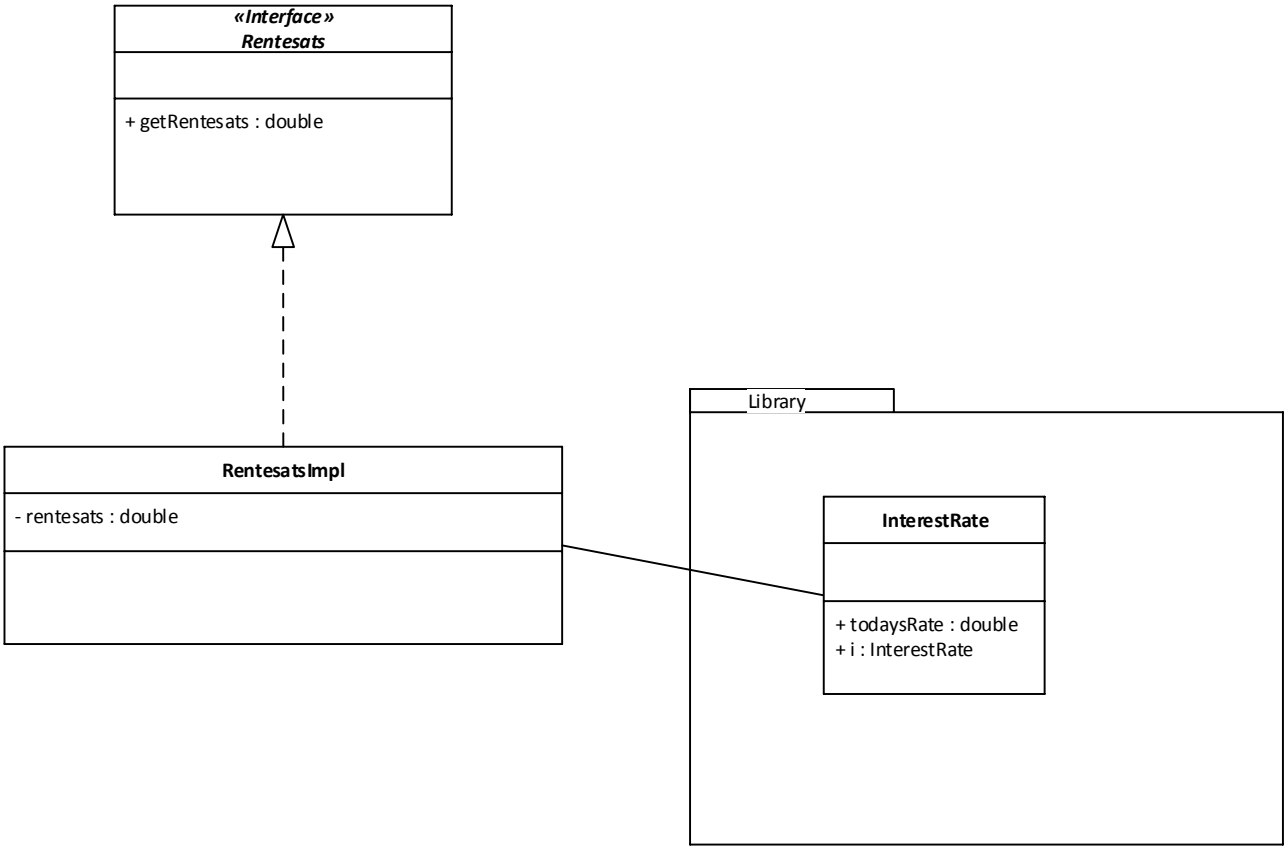 «Interface»
Rentesats
+ getRentesats : double
RentesatsImpl
- rentesats : double
Library
InterestRate
+ todaysRate : double
+ i : InterestRate